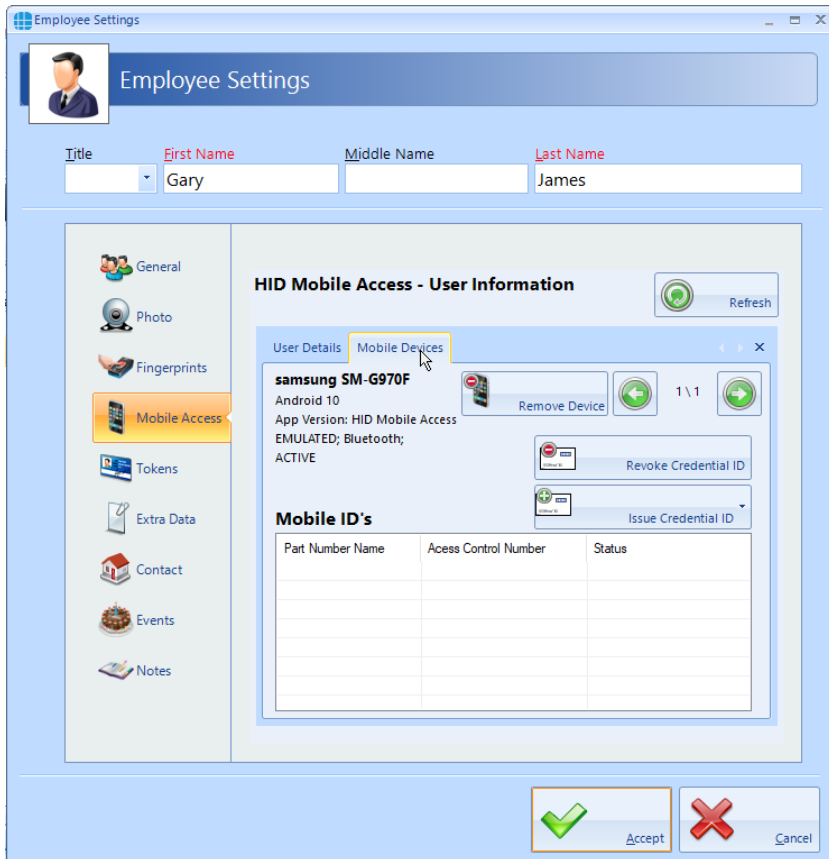 Employee Settings
Employee Settings
Title First Name Middle Name Last Name
Gary James
General
Photo
Fingerprints
Mobile Access
Tokens
Extra Data
Contact
Events
Notes
HID Mobile Access - User Information
Refresh
User Details Mobile Devices
samsung SM-G970F
Android 10
App Version: HID Mobile Access
EMULATED; Bluetooth;
ACTIVE
Remove Device
1\1
Revoke Credential ID
Issue Credential ID
Mobile ID's
Part Number Name Acess Control Number Status
Accept Cancel